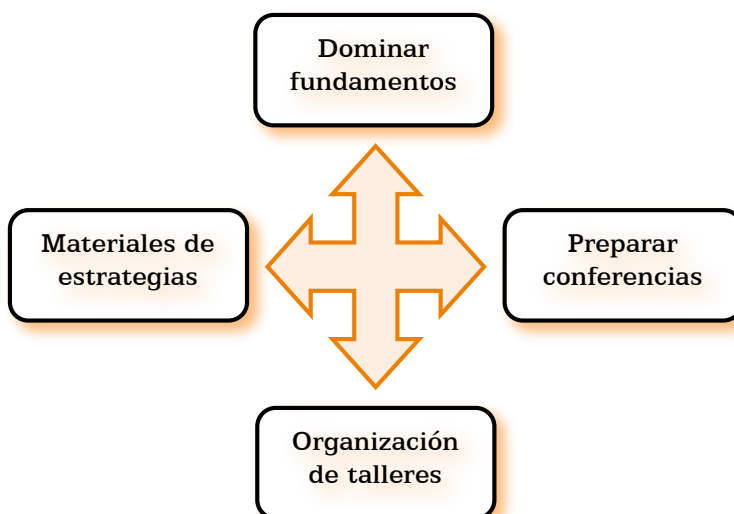 Dominar
fundamentos
Materiales de
estrategias
Preparar
conferencias
Organización
de talleres